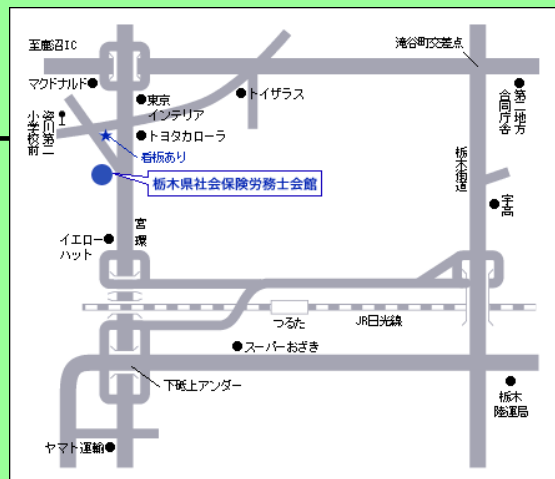 至鹿沼IC
滝谷町交差点
マクドナルド
東京
インテリア
トイザラス
第二地方
合同庁舎
姿川第二
小学校前
トヨタカローラ
看板あり
栃木街道
栃木県社会保険労務士会館
宇高
宮環
イエロー
ハット
つるた
JR日光線
スーパーおざき
下砥上アンダー
栃木
陸運局
ヤマト運輸